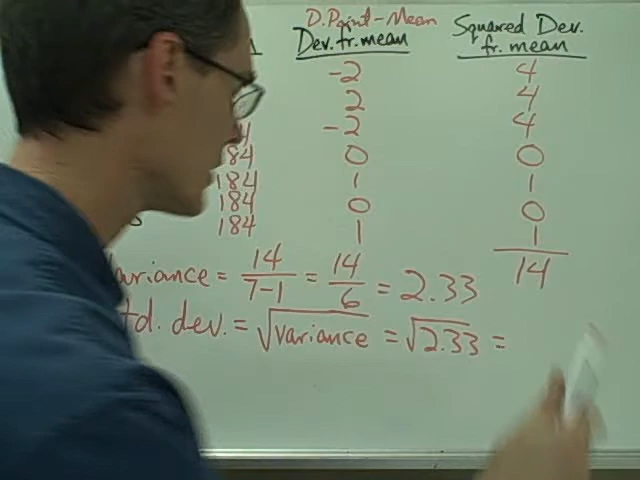 D. Point - Mean
Dev. fr. mean
Squared Dev. fr. mean
-2 4
2 4
-2 4
184 0 0
184 1 1
184 0 0
184 1 1
14
ariance = 14/7-1 = 14/6 = 2.33
td. dev. = √variance = √2.33 =